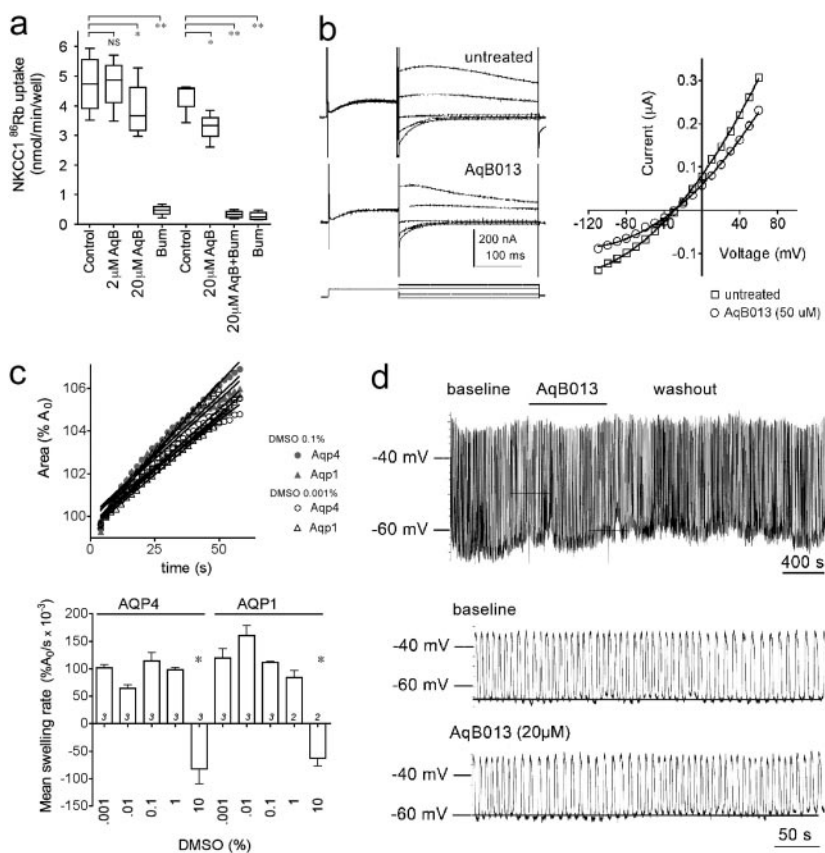 a
** 
*
NS
**
**
*
NKCC1 ⁸⁶Rb uptake
(nmol/min/well)
6
5
4
3
2
1
0
Control
2 μM AqB
20 μM AqB
Bum
Control
20μM AqB
20μM AqB+Bum
Bum
b
untreated
AqB013
200 nA
100 ms
Current (μA)
0.3
0.2
0.1
-0.1
-120
-80
-40
40
80
Voltage (mV)
untreated
AqB013 (50 uM)
c
Area (% A₀)
106
104
102
100
0
25
50
75
time (s)
DMSO 0.1%
Aqp4
Aqp1
DMSO 0.001%
Aqp4
Aqp1
AQP4
AQP1
Mean swelling rate (%A₀/s x 10⁻³)
200
150
100
50
0
-50
-100
-150
*
*
3
3
3
3
3
3
3
3
2
2
.001
.01
0.1
1
10
.001
.01
0.1
1
10
DMSO (%)
d
baseline
AqB013
washout
-40 mV
-60 mV
400 s
baseline
-40 mV
-60 mV
AqB013 (20μM)
-40 mV
-60 mV
50 s